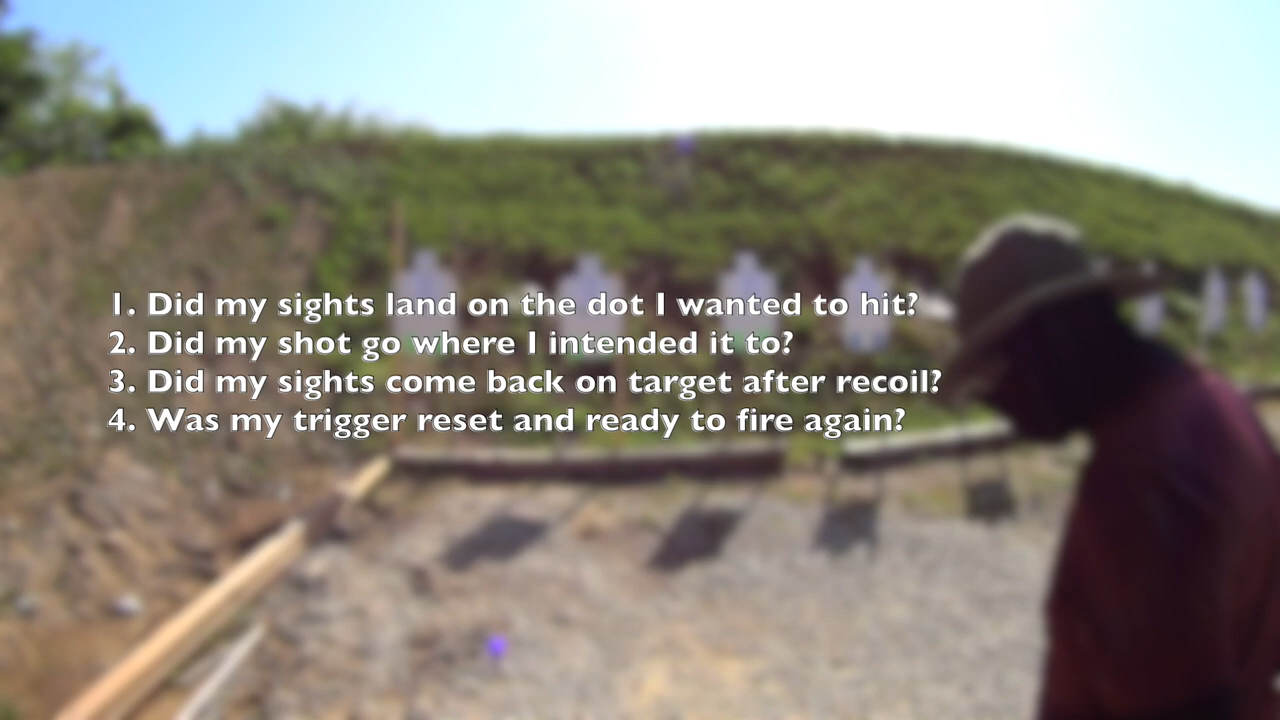 1. Did my sights land on the dot I wanted to hit?
2. Did my shot go where I intended it to?
3. Did my sights come back on target after recoil?
4. Was my trigger reset and ready to fire again?